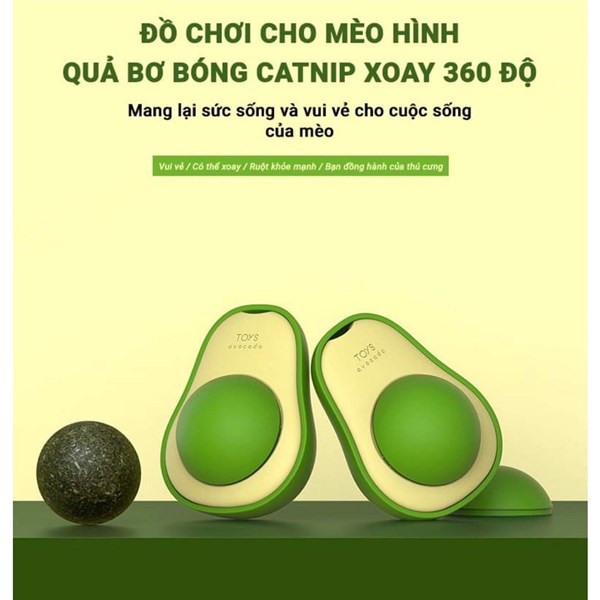 ĐỒ CHƠI CHO MÈO HÌNH
QUẢ BƠ BÓNG CATNIP XOAY 360 ĐỘ
Mang lại sức sống và vui vẻ cho cuộc sống
của mèo
Vui vẻ / Có thể xoay / Ruột khỏe mạnh / Bạn đồng hành của thú cưng
TOYS
avocado
TOYS
avocado